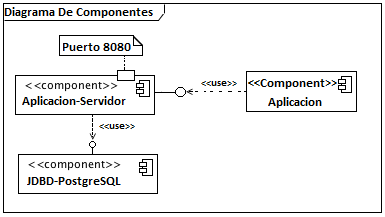 Diagrama De Componentes
Puerto 8080
<<component>>
Aplicacion-Servidor
<<use>>
<<Component>>
Aplicacion
<<use>>
<<component>>
JDBD-PostgreSQL